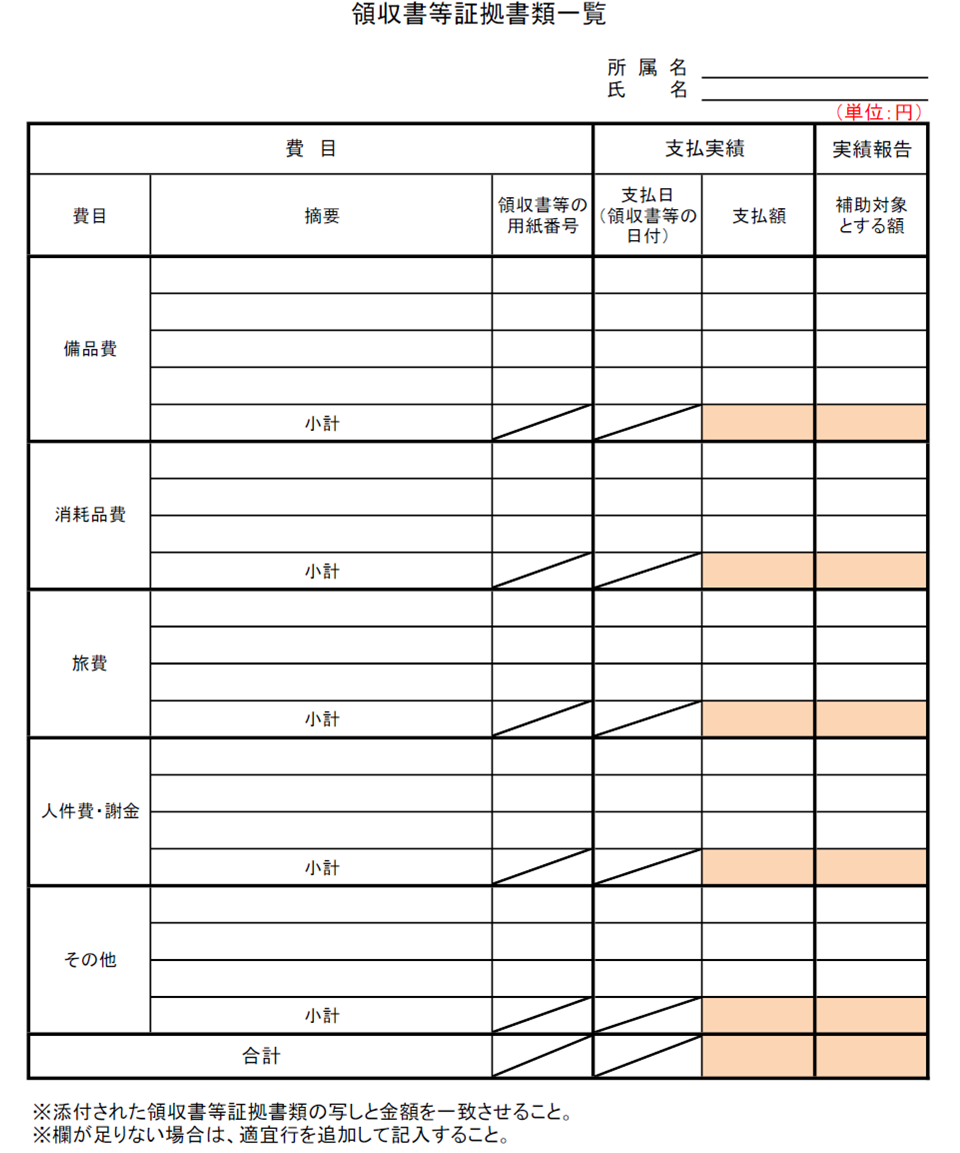 領収書等証拠書類一覧
所 属 名
氏　　名
（単位：円）
費 目
支払実績
実績報告
費目
摘要
領収書等の
用紙番号
支払日
（領収書等の
日付）
支払額
補助対象
とする額
備品費
小計
消耗品費
小計
旅費
小計
人件費・謝金
小計
その他
小計
合計
※添付された領収書等証拠書類の写しと金額を一致させること。
※欄が足りない場合は、適宜行を追加して記入すること。